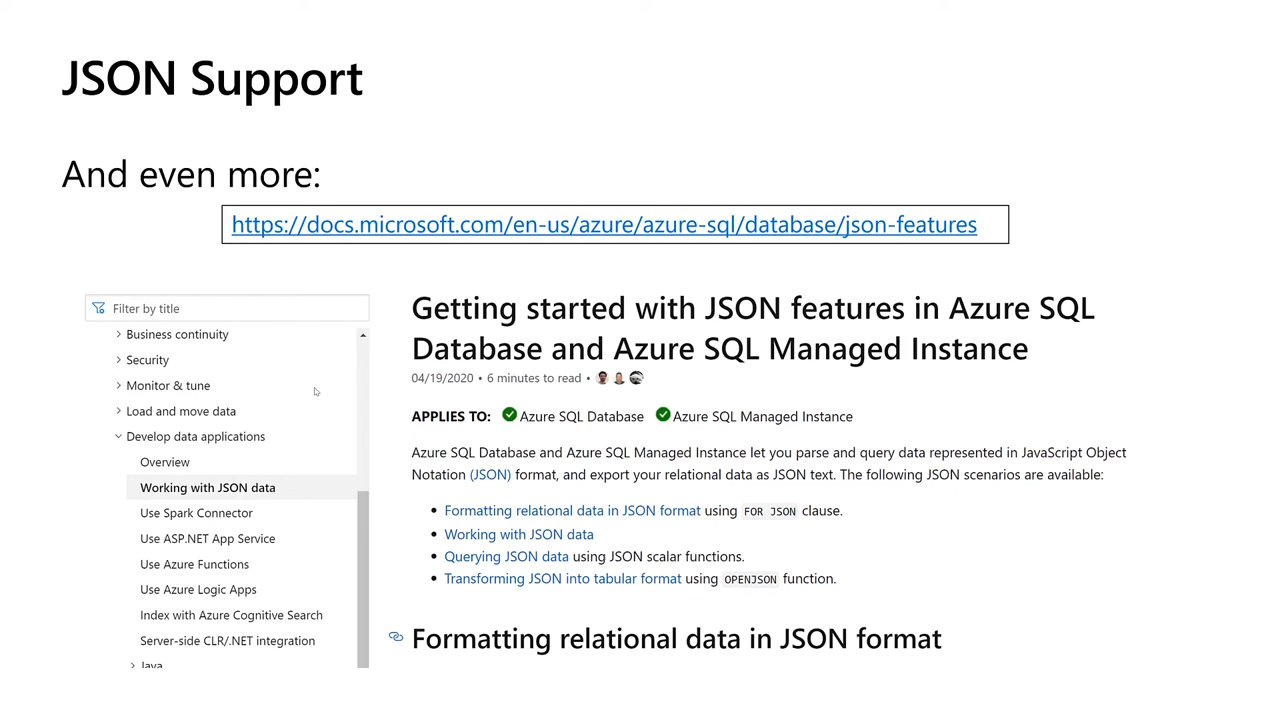 JSON Support
And even more:
https://docs.microsoft.com/en-us/azure/azure-sql/database/json-features
Filter by title
Business continuity
Security
Monitor & tune
Load and move data
Develop data applications
Overview
Working with JSON data
Use Spark Connector
Use ASP.NET App Service
Use Azure Functions
Use Azure Logic Apps
Index with Azure Cognitive Search
Server-side CLR/.NET integration
Java
Getting started with JSON features in Azure SQL
Database and Azure SQL Managed Instance
04/19/2020 • 6 minutes to read •
APPLIES TO: Azure SQL Database Azure SQL Managed Instance
Azure SQL Database and Azure SQL Managed Instance let you parse and query data represented in JavaScript Object
Notation (JSON) format, and export your relational data as JSON text. The following JSON scenarios are available:
• Formatting relational data in JSON format using FOR JSON clause.
• Working with JSON data
• Querying JSON data using JSON scalar functions.
• Transforming JSON into tabular format using OPENJSON function.
Formatting relational data in JSON format